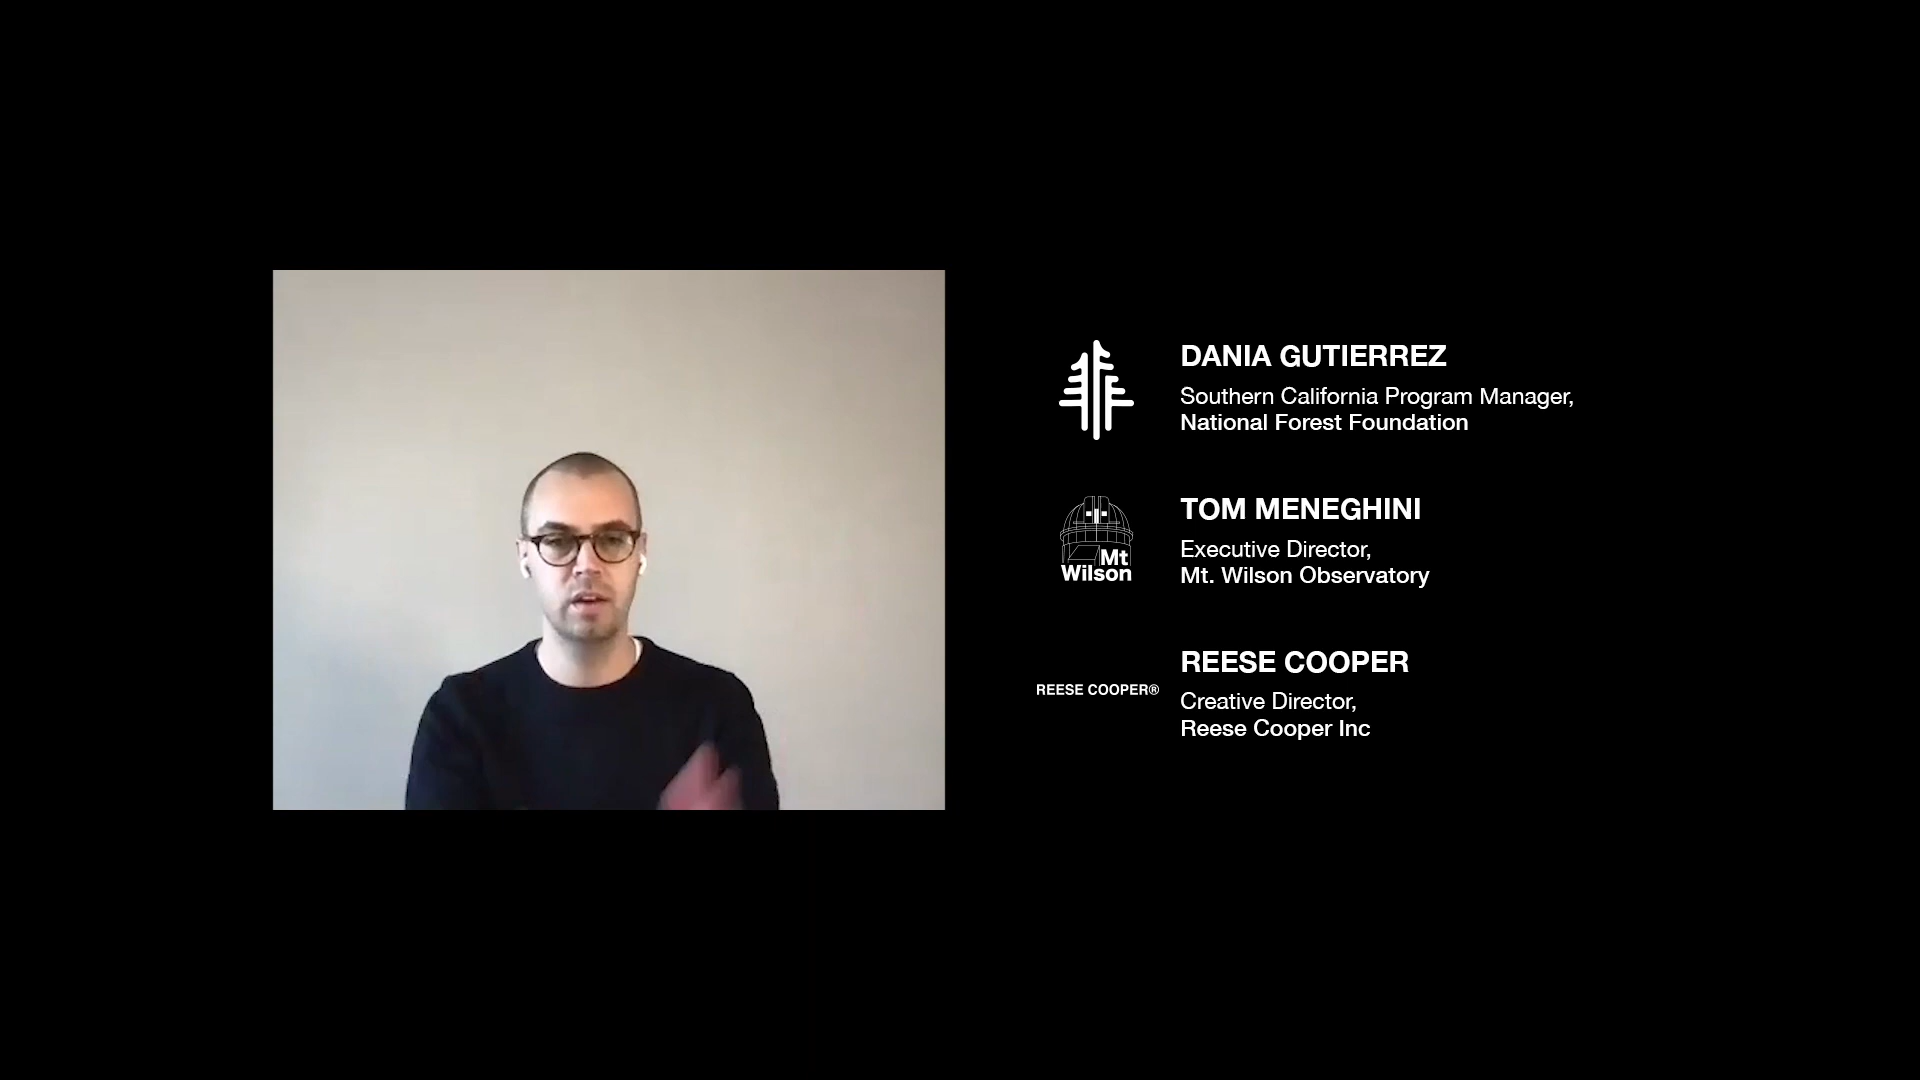 DANIA GUTIERREZ
Southern California Program Manager,
National Forest Foundation
Mt
Wilson
TOM MENEGHINI
Executive Director,
Mt. Wilson Observatory
REESE COOPER®
REESE COOPER
Creative Director,
Reese Cooper Inc